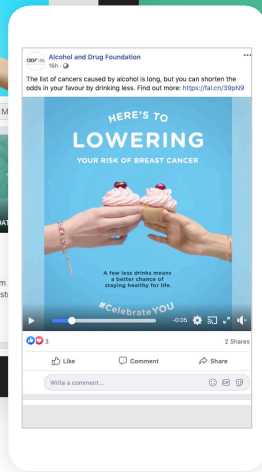 Alcohol and Drug Foundation
16h
The list of cancers caused by alcohol is long, but you can shorten the
odds in your favour by drinking less. Find out more: https://fal.cn/39pN9
HERE'S TO
LOWERING
YOUR RISK OF BREAST CANCER
A few less drinks means
a better chance of
staying healthy for life.
#CelebrateYOU
-0:05
3
2 Shares
Like
Comment
Share
Write a comment...
GIF